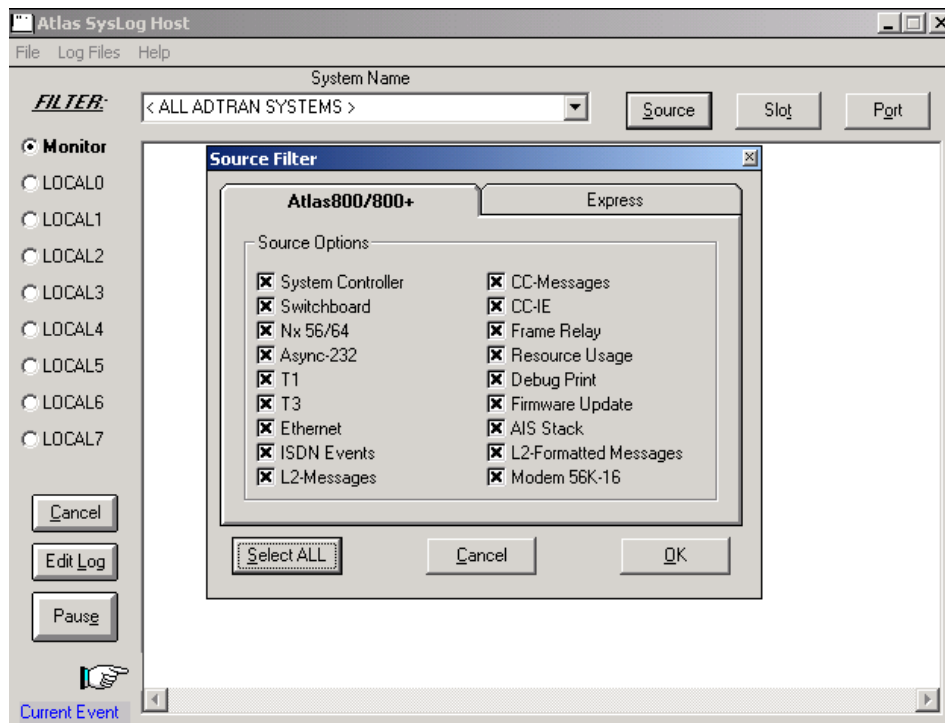 Atlas SysLog Host
File Log Files Help
System Name
FILTER:
< ALL ADTRAN SYSTEMS >
Source
Slot
Port
Monitor
LOCAL0
LOCAL1
LOCAL2
LOCAL3
LOCAL4
LOCAL5
LOCAL6
LOCAL7
Cancel
Edit Log
Pause
Current Event
Source Filter
Atlas800/800+
Express
Source Options
System Controller
Switchboard
Nx 56/64
Async-232
T1
T3
Ethernet
ISDN Events
L2-Messages
CC-Messages
CC-IE
Frame Relay
Resource Usage
Debug Print
Firmware Update
AIS Stack
L2-Formatted Messages
Modem 56K-16
Select ALL
Cancel
OK